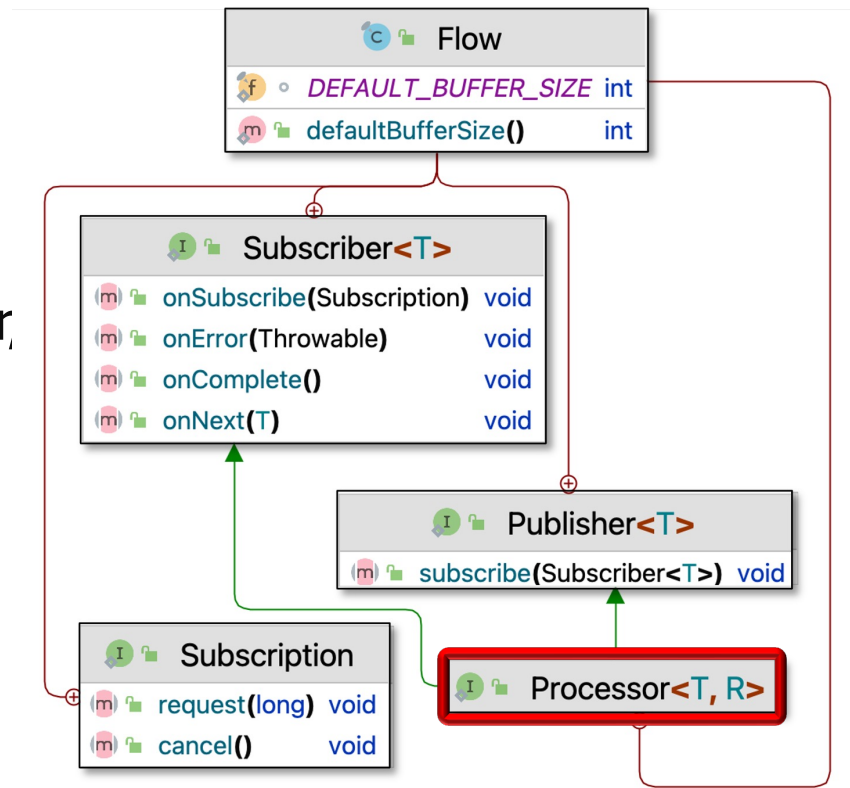 C Flow
f DEFAULT_BUFFER_SIZE int
m defaultBufferSize() int
I Subscriber<T>
m onSubscribe(Subscription) void
r,
m onError(Throwable) void
m onComplete() void
m onNext(T) void
I Publisher<T>
m subscribe(Subscriber<T>) void
I Subscription
I Processor<T, R>
m request(long) void
m cancel() void